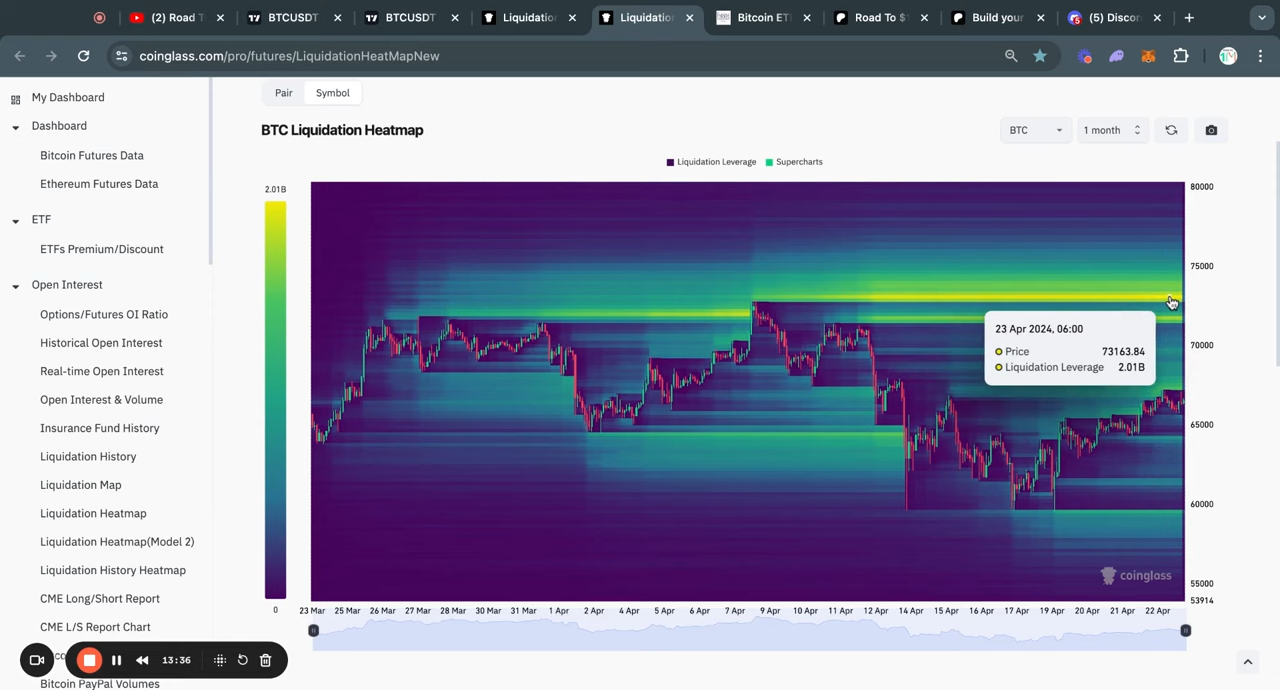 (2) Road T
BTCUSDT
BTCUSDT
Liquidation
Liquidation
Bitcoin ET
Road To $
Build your
(5) Discor
coinglass.com/pro/futures/LiquidationHeatMapNew
My Dashboard
Dashboard
Bitcoin Futures Data
Ethereum Futures Data
ETF
ETFs Premium/Discount
Open Interest
Options/Futures OI Ratio
Historical Open Interest
Real-time Open Interest
Open Interest & Volume
Insurance Fund History
Liquidation History
Liquidation Map
Liquidation Heatmap
Liquidation Heatmap(Model 2)
Liquidation History Heatmap
CME Long/Short Report
CME L/S Report Chart
Bitcoin PayPal Volumes
13:36
Pair Symbol
BTC Liquidation Heatmap
BTC 1 month
Liquidation Leverage Supercharts
2.01B
0
80000
75000
70000
65000
60000
55000
53914
23 Apr 2024, 06:00
Price 73163.84
Liquidation Leverage 2.01B
coinglass
23 Mar 25 Mar 26 Mar 27 Mar 28 Mar 30 Mar 31 Mar 1 Apr 2 Apr 4 Apr 5 Apr 6 Apr 7 Apr 9 Apr 10 Apr 11 Apr 12 Apr 14 Apr 15 Apr 16 Apr 17 Apr 19 Apr 20 Apr 21 Apr 22 Apr